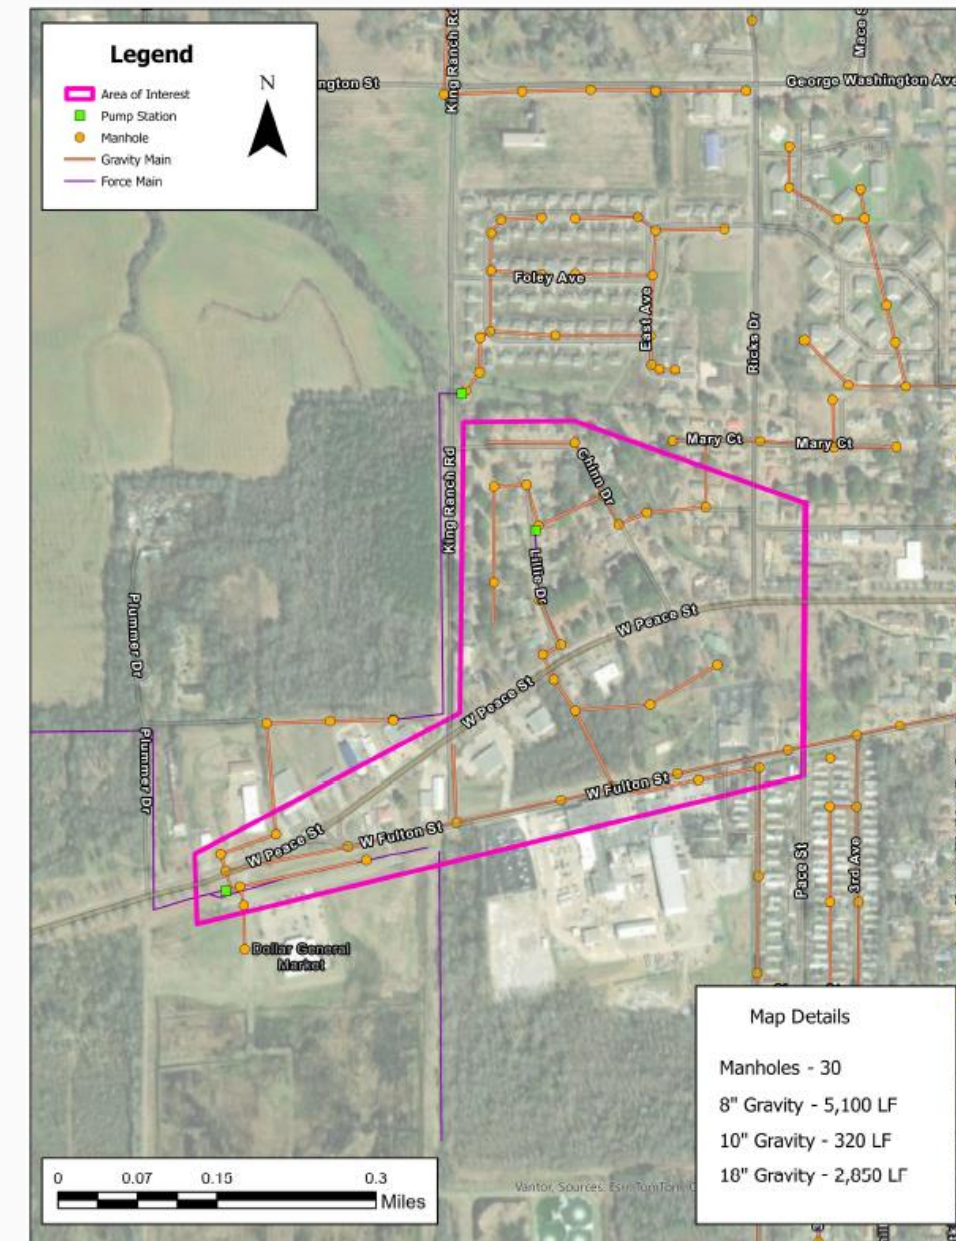 Legend
Area of Interest
Pump Station
Manhole
Gravity Main
Force Main
N
ngton St
King Ranch Rd
George Washington Ave
Foley Ave
East Ave
Ricks Dr
Mary Ct
Mary Ct
Chinn Dr
King Ranch Rd
Lillie Dr
W Peace St
Plummer Dr
W Peace St
Plummer Dr
W Fulton St
W Fulton St
W Peace St
Pace St
3rd Ave
Dollar General
Market
Map Details
Manholes - 30
8" Gravity - 5,100 LF
10" Gravity - 320 LF
18" Gravity - 2,850 LF
0 0.07 0.15 0.3
Miles
Vantor, Sources: Esri, TomTom,